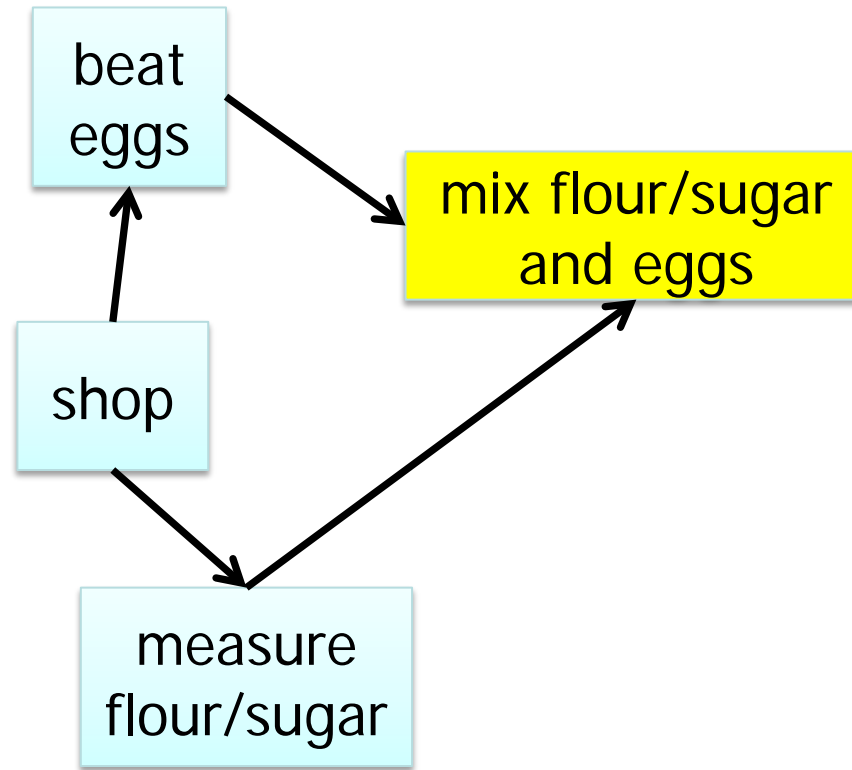 beat
eggs
mix flour/sugar
and eggs
shop
measure
flour/sugar